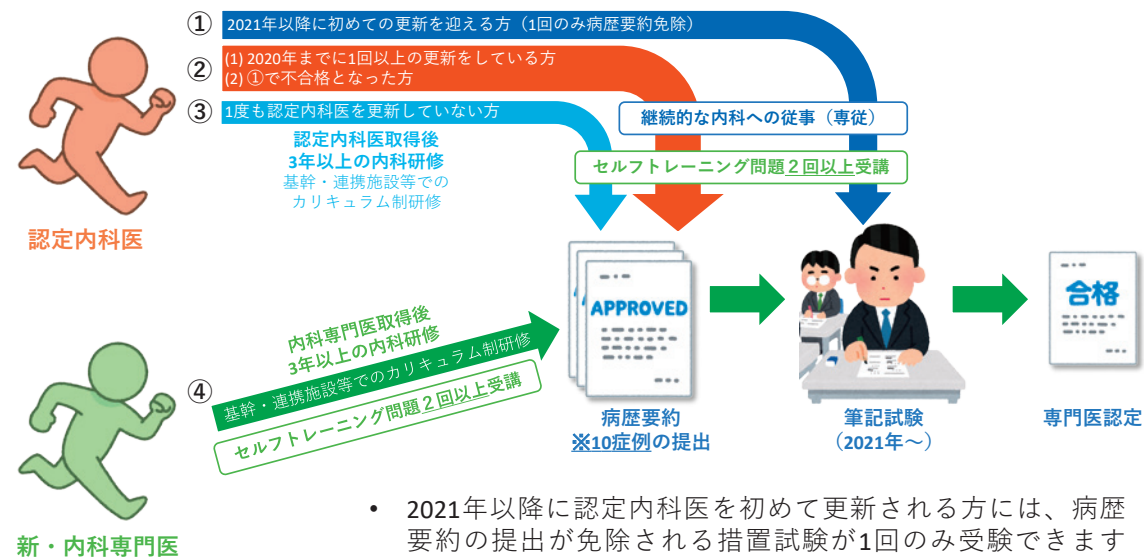 ① 2021年以降に初めての更新を迎える方（1回のみ病歴要約免除）
② (1) 2020年までに1回以上の更新をしている方
(2) ①で不合格となった方
③ 1度も認定内科医を更新していない方
継続的な内科への従事（専従）
認定内科医取得後
3年以上の内科研修
基幹・連携施設等での
カリキュラム制研修
セルフトレーニング問題２回以上受講
認定内科医
APPROVED
合格
④
内科専門医取得後
3年以上の内科研修
基幹・連携施設等でのカリキュラム制研修
セルフトレーニング問題２回以上受講
病歴要約
※10症例の提出
筆記試験
（2021年～）
専門医認定
新・内科専門医
• 2021年以降に認定内科医を初めて更新される方には、病歴
要約の提出が免除される措置試験が1回のみ受験できます